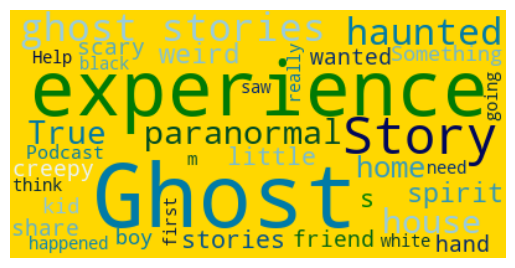 ghost stories haunted
Help scary weird wanted Something
black really
experience
saw going
True paranormal Story
Podcast m little home need
creepy
think Ghost s spirit
kid first house
share
happened boy stories friend white hand